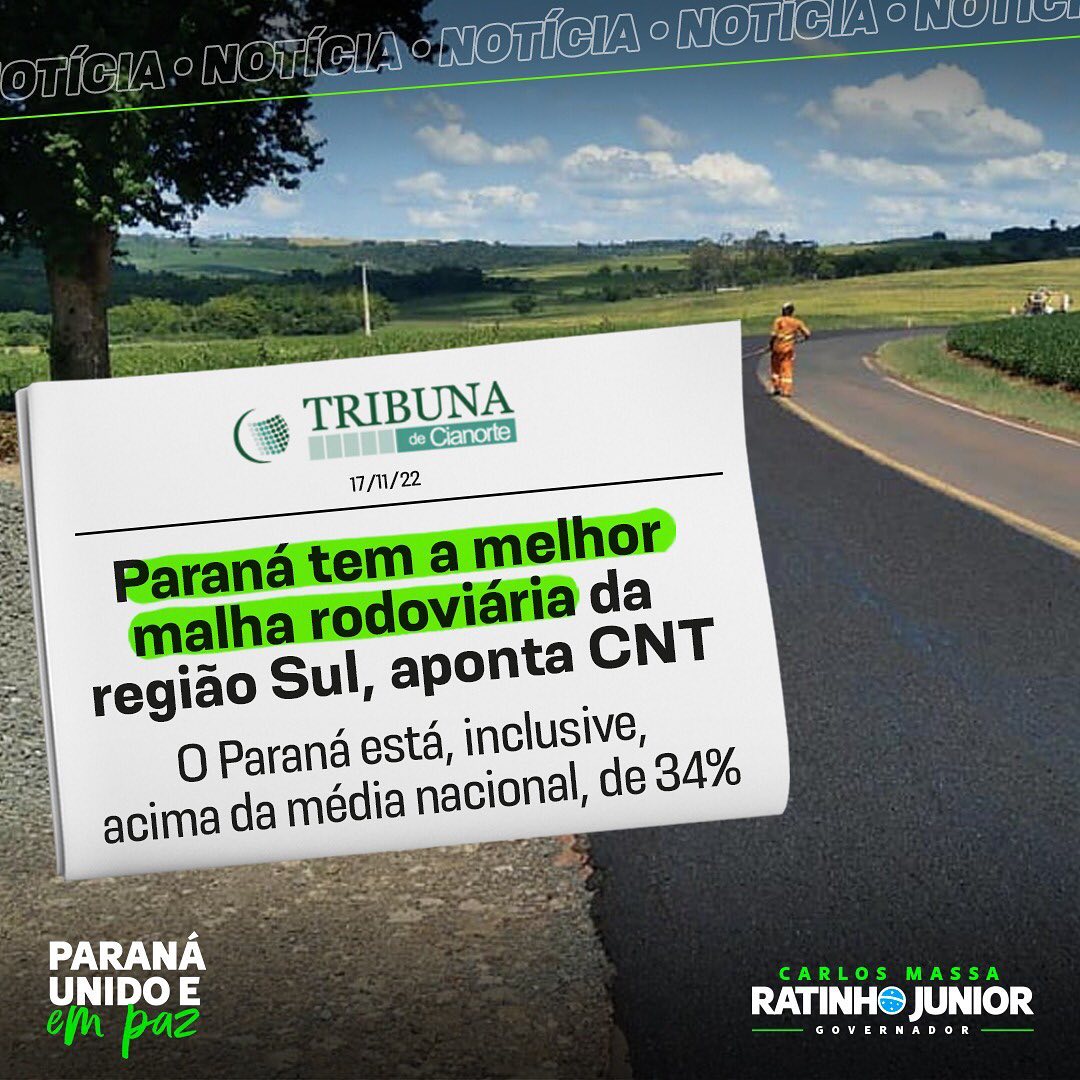 NOTÍCIA • NOTÍCIA • NOTÍCIA • NOTÍCIA • NOTÍCIA
TRIBUNA
de Cianorte
17/11/22
Paraná tem a melhor
malha rodoviária da
região Sul, aponta CNT
O Paraná está, inclusive,
acima da média nacional, de 34%
PARANÁ
UNIDO E
em paz
CARLOS MASSA
RATINHO JUNIOR
GOVERNADOR